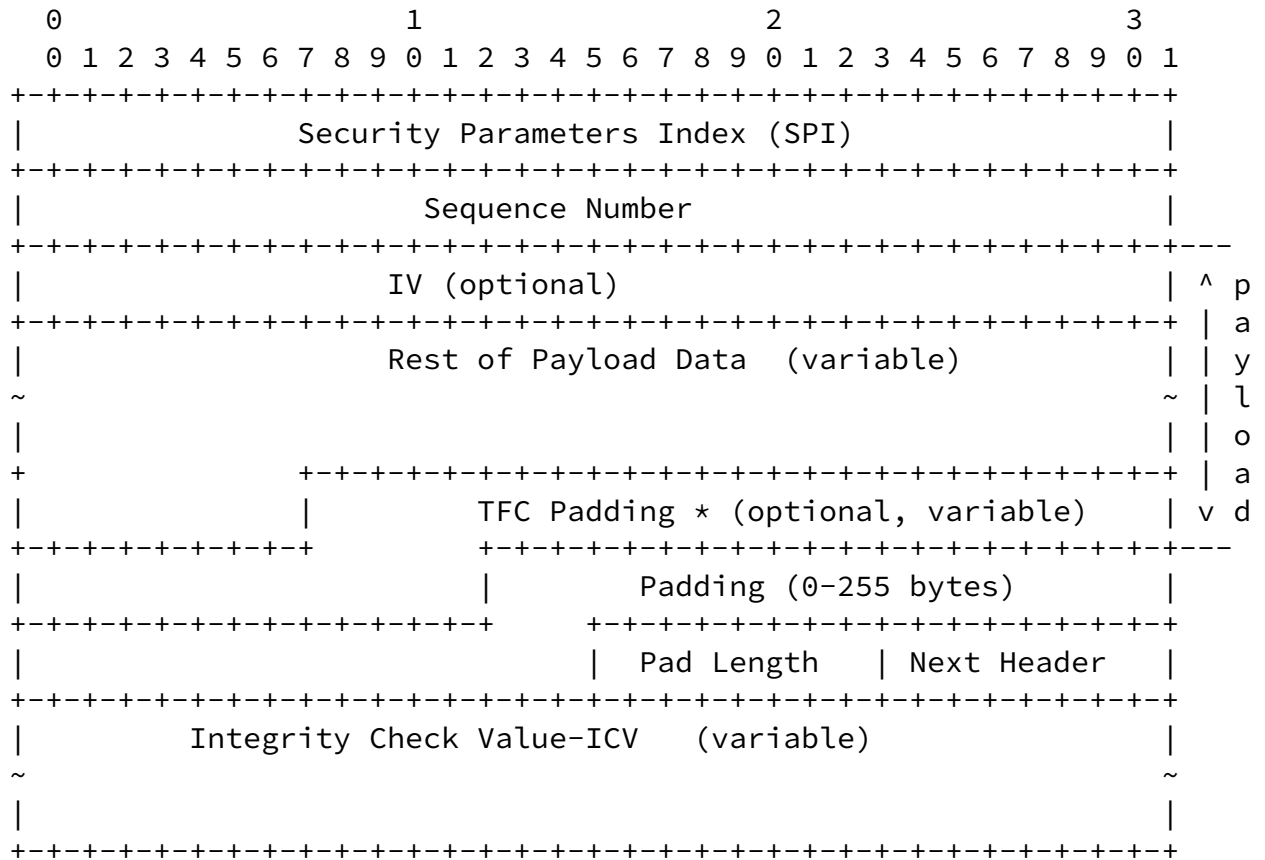 0                   1                   2                   3
 0 1 2 3 4 5 6 7 8 9 0 1 2 3 4 5 6 7 8 9 0 1 2 3 4 5 6 7 8 9 0 1
+-+-+-+-+-+-+-+-+-+-+-+-+-+-+-+-+-+-+-+-+-+-+-+-+-+-+-+-+-+-+-+-+
|               Security Parameters Index (SPI)                 |
+-+-+-+-+-+-+-+-+-+-+-+-+-+-+-+-+-+-+-+-+-+-+-+-+-+-+-+-+-+-+-+-+
|                      Sequence Number                          |
+-+-+-+-+-+-+-+-+-+-+-+-+-+-+-+-+-+-+-+-+-+-+-+-+-+-+-+-+-+-+-+-+---
|                    IV (optional)                              | ^ p
+-+-+-+-+-+-+-+-+-+-+-+-+-+-+-+-+-+-+-+-+-+-+-+-+-+-+-+-+-+-+-+-+ | a
|                    Rest of Payload Data  (variable)           | | y
~                                                               ~ | l
|                                                               | | o
+               +-+-+-+-+-+-+-+-+-+-+-+-+-+-+-+-+-+-+-+-+-+-+-+-+ | a
|               |         TFC Padding * (optional, variable)    | v d
+-+-+-+-+-+-+-+-+         +-+-+-+-+-+-+-+-+-+-+-+-+-+-+-+-+-+-+-+---
|                         |        Padding (0-255 bytes)        |
+-+-+-+-+-+-+-+-+-+-+-+-+-+     +-+-+-+-+-+-+-+-+-+-+-+-+-+-+-+-+
|                               |  Pad Length   | Next Header   |
+-+-+-+-+-+-+-+-+-+-+-+-+-+-+-+-+-+-+-+-+-+-+-+-+-+-+-+-+-+-+-+-+
|         Integrity Check Value-ICV   (variable)                |
~                                                               ~
|                                                               |
+-+-+-+-+-+-+-+-+-+-+-+-+-+-+-+-+-+-+-+-+-+-+-+-+-+-+-+-+-+-+-+-+